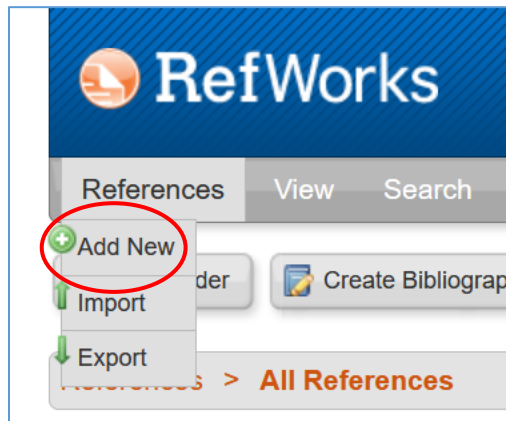 RefWorks
References View Search
Add New
der Create Bibliograp
Import
Export
References > All References